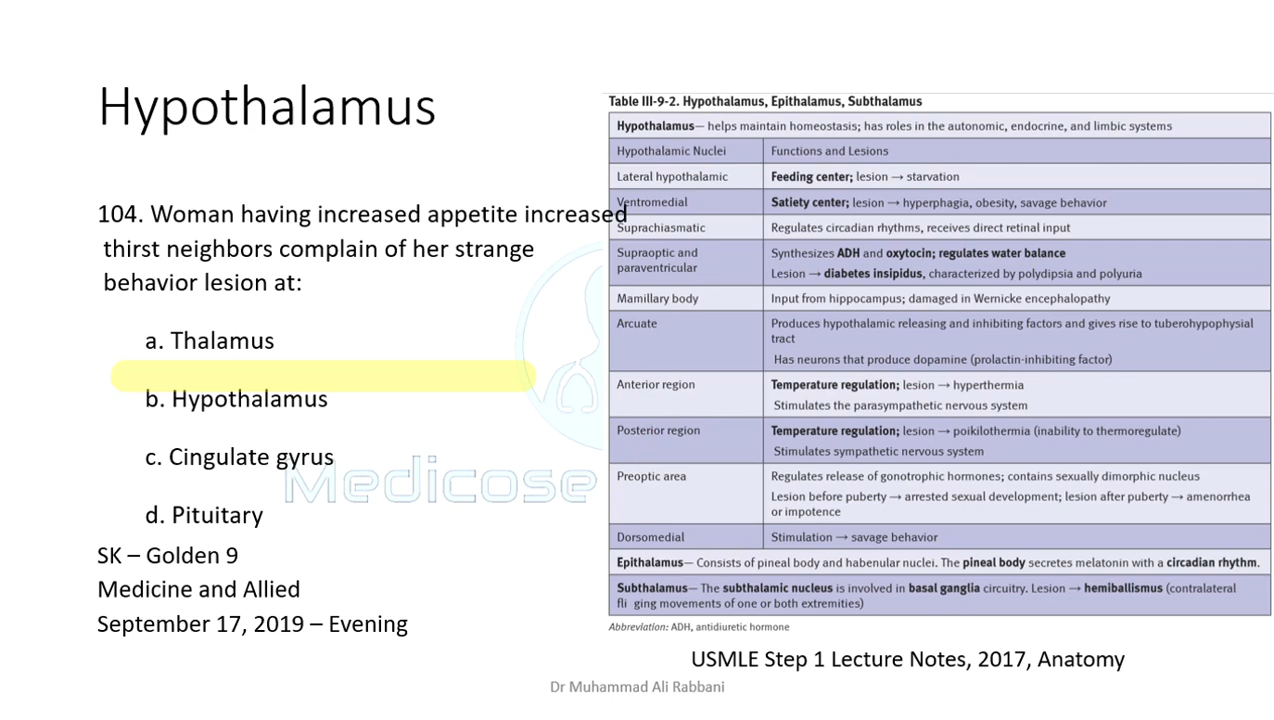 Hypothalamus
104. Woman having increased appetite increased
thirst neighbors complain of her strange
behavior lesion at:
a. Thalamus
b. Hypothalamus
c. Cingulate gyrus
d. Pituitary
SK – Golden 9
Medicine and Allied
September 17, 2019 – Evening
Medicose
Table III-9-2. Hypothalamus, Epithalamus, Subthalamus
Hypothalamus— helps maintain homeostasis; has roles in the autonomic, endocrine, and limbic systems
Hypothalamic Nuclei Functions and Lesions
Lateral hypothalamic Feeding center; lesion → starvation
Ventromedial Satiety center; lesion → hyperphagia, obesity, savage behavior
Suprachiasmatic Regulates circadian rhythms, receives direct retinal input
Supraoptic and paraventricular Synthesizes ADH and oxytocin; regulates water balance
Lesion → diabetes insipidus, characterized by polydipsia and polyuria
Mamillary body Input from hippocampus; damaged in Wernicke encephalopathy
Arcuate Produces hypothalamic releasing and inhibiting factors and gives rise to tuberohypophysial
tract
Has neurons that produce dopamine (prolactin-inhibiting factor)
Anterior region Temperature regulation; lesion → hyperthermia
Stimulates the parasympathetic nervous system
Posterior region Temperature regulation; lesion → poikilothermia (inability to thermoregulate)
Stimulates sympathetic nervous system
Preoptic area Regulates release of gonotrophic hormones; contains sexually dimorphic nucleus
Lesion before puberty → arrested sexual development; lesion after puberty → amenorrhea
or impotence
Dorsomedial Stimulation → savage behavior
Epithalamus— Consists of pineal body and habenular nuclei. The pineal body secretes melatonin with a circadian rhythm.
Subthalamus— The subthalamic nucleus is involved in basal ganglia circuitry. Lesion → hemiballismus (contralateral
fli ging movements of one or both extremities)
Abbreviation: ADH, antidiuretic hormone
USMLE Step 1 Lecture Notes, 2017, Anatomy
Dr Muhammad Ali Rabbani